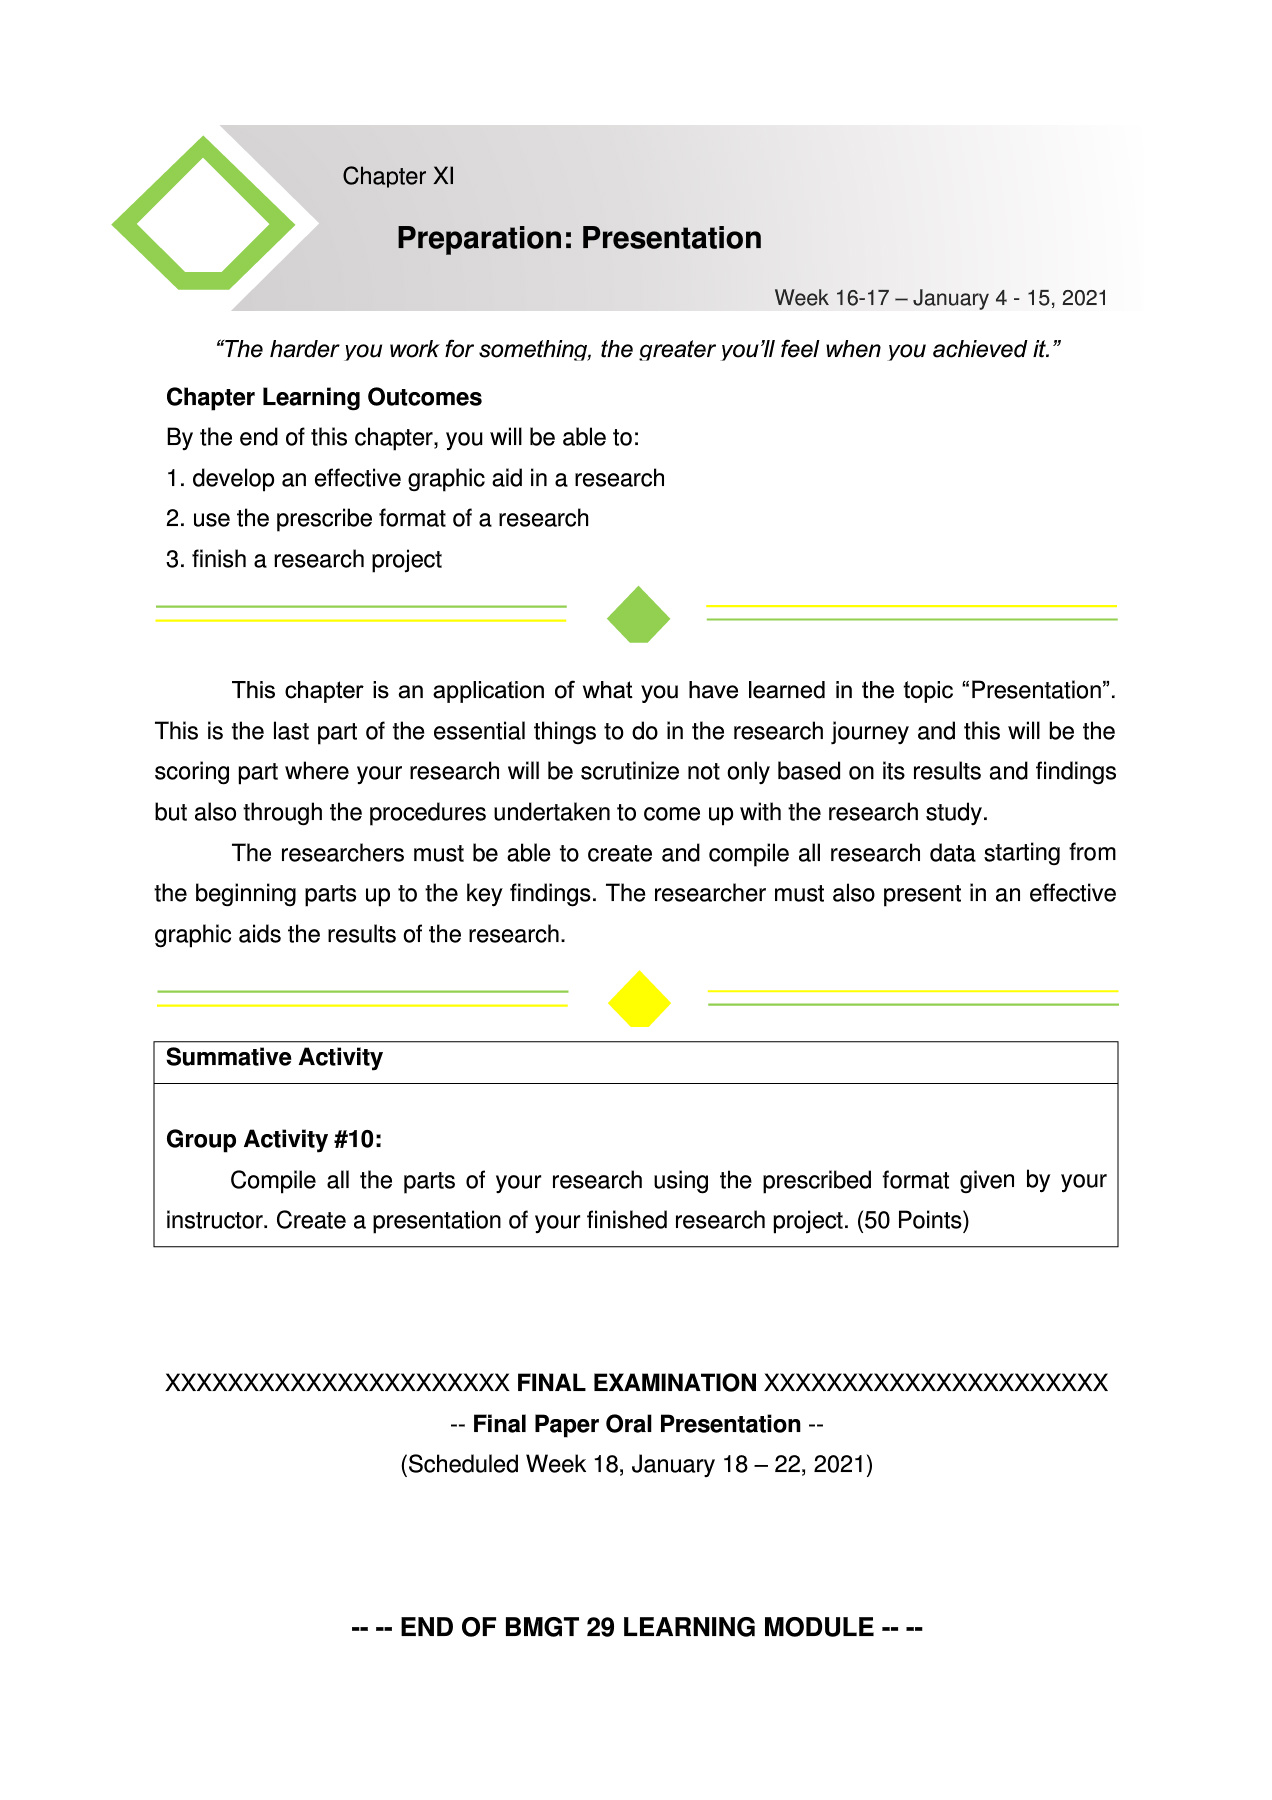 Chapter XI
Preparation: Presentation
Week 16-17 – January 4 - 15, 2021
“The harder you work for something, the greater you’ll feel when you achieved it.”
Chapter Learning Outcomes
By the end of this chapter, you will be able to:
1. develop an effective graphic aid in a research
2. use the prescribe format of a research
3. finish a research project
This chapter is an application of what you have learned in the topic “Presentation”.
This is the last part of the essential things to do in the research journey and this will be the
scoring part where your research will be scrutinize not only based on its results and findings
but also through the procedures undertaken to come up with the research study.
The researchers must be able to create and compile all research data starting from
the beginning parts up to the key findings. The researcher must also present in an effective
graphic aids the results of the research.
Summative Activity
Group Activity #10:
Compile all the parts of your research using the prescribed format given by your
instructor. Create a presentation of your finished research project. (50 Points)
XXXXXXXXXXXXXXXXXXXXXX FINAL EXAMINATION XXXXXXXXXXXXXXXXXXXXXX
-- Final Paper Oral Presentation --
(Scheduled Week 18, January 18 – 22, 2021)
-- -- END OF BMGT 29 LEARNING MODULE -- --